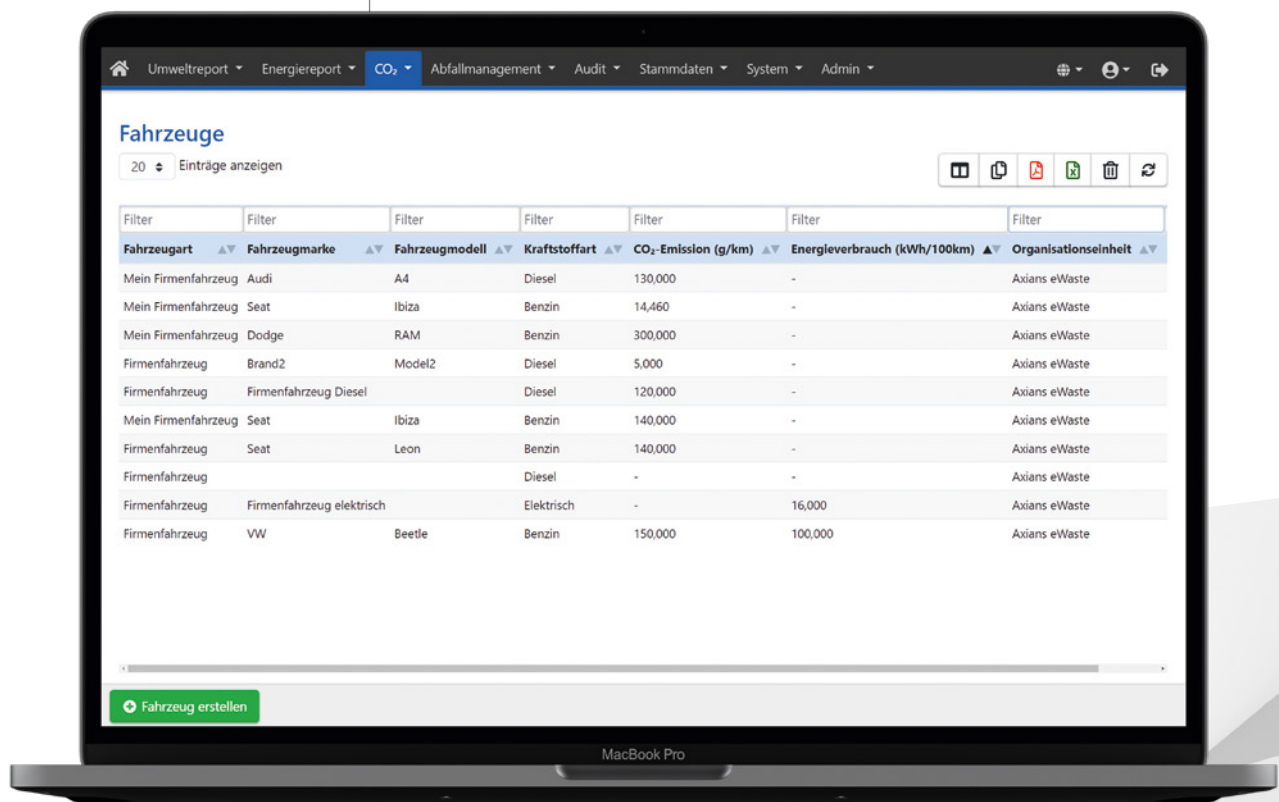 Umweltreport Energiereport CO₂ Abfallmanagement Audit Stammdaten System Admin
Fahrzeuge
20 Einträge anzeigen
Filter Filter Filter Filter Filter Filter Filter
Fahrzeugart Fahrzeugmarke Fahrzeugmodell Kraftstoffart CO₂-Emission (g/km) Energieverbrauch (kWh/100km) Organisationseinheit
Mein Firmenfahrzeug Audi A4 Diesel 130,000 - Axians eWaste
Mein Firmenfahrzeug Seat Ibiza Benzin 14,460 - Axians eWaste
Mein Firmenfahrzeug Dodge RAM Benzin 300,000 - Axians eWaste
Firmenfahrzeug Brand2 Model2 Diesel 5,000 - Axians eWaste
Firmenfahrzeug Firmenfahrzeug Diesel Diesel 120,000 - Axians eWaste
Mein Firmenfahrzeug Seat Ibiza Benzin 140,000 - Axians eWaste
Firmenfahrzeug Seat Leon Benzin 140,000 - Axians eWaste
Firmenfahrzeug Diesel - - Axians eWaste
Firmenfahrzeug Firmenfahrzeug elektrisch Elektrisch - 16,000 Axians eWaste
Firmenfahrzeug VW Beetle Benzin 150,000 100,000 Axians eWaste
Fahrzeug erstellen
MacBook Pro